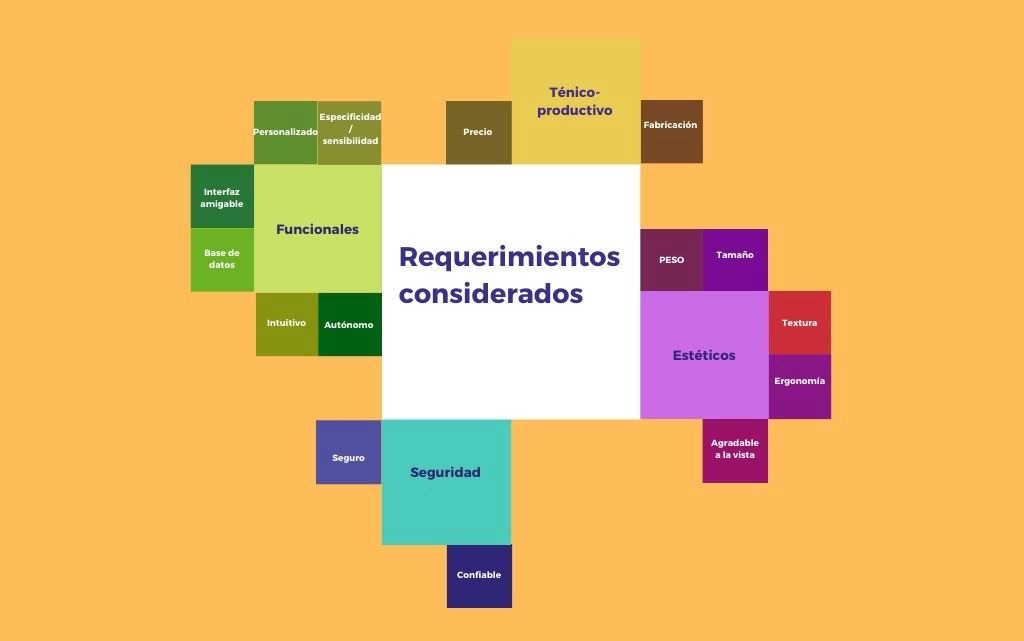 Ténico-
productivo
Precio
Fabricación
Personalizado
Especificidad
/
sensibilidad
Interfaz
amigable
Funcionales
Base de
datos
Intuitivo
Autónomo
Requerimientos
considerados
PESO
Tamaño
Estéticos
Textura
Ergonomía
Agradable
a la vista
Seguro
Seguridad
Confiable